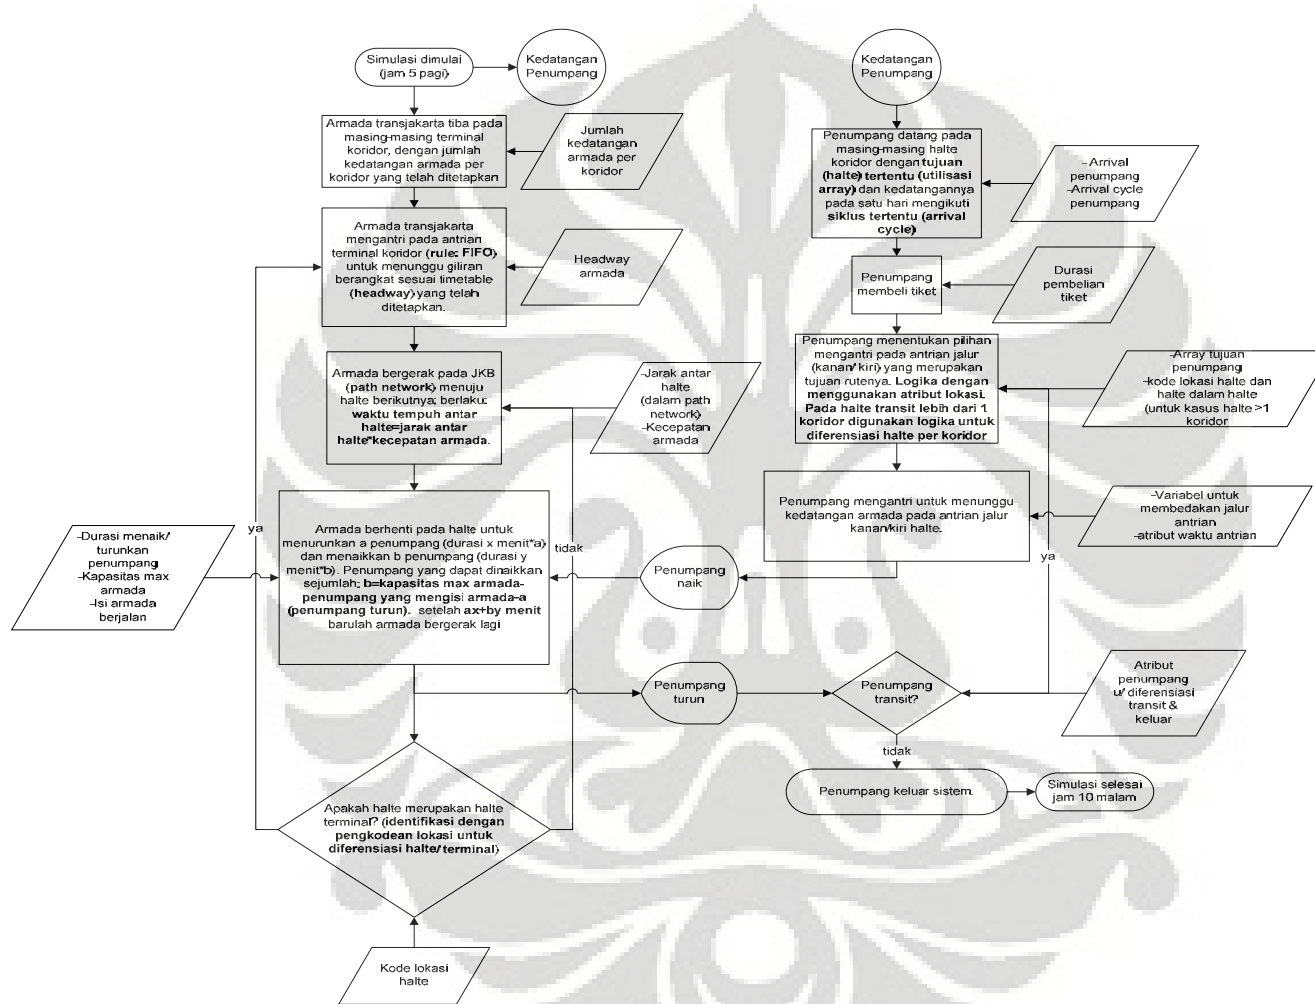 Simulasi dimulai
(jam 5 pagi)
Kedatangan
Penumpang
Armada transjakarta tiba pada
masing-masing terminal
koridor, dengan jumlah
kedatangan armada per
koridor yang telah ditetapkan
Jumlah
kedatangan
armada per
koridor
Armada transjakarta
mengantri pada antrian
terminal koridor (rule: FIFO)
untuk menunggu giliran
berangkat sesuai timetable
(headway) yang telah
ditetapkan.
Headway
armada
Armada bergerak pada JKB
(path network) menuju
halte berikutnya; berlaku:
waktu tempuh antar
halte=jarak antar
halte*kecepatan armada.
-Jarak antar
halte
(dalam path
network)
-Kecepatan
armada
ya
tidak
-Durasi menaik/
turunkan
penumpang
-Kapasitas max
armada
-Isi armada
berjalan
Armada berhenti pada halte untuk
menurunkan a penumpang (durasi x menit*a)
dan menaikkan b penumpang (durasi y
menit*b). Penumpang yang dapat dinaikkan
sejumlah: b=kapasitas max armada-
penumpang yang mengisi armada-a
(penumpang turun). setelah ax+by menit
barulah armada bergerak lagi
Apakah halte merupakan halte
terminal? (identifikasi dengan
pengkodean lokasi untuk
diferensiasi halte/terminal)
Kode lokasi
halte
Kedatangan
Penumpang
Penumpang datang pada
masing-masing halte
koridor dengan tujuan
(halte) tertentu (utilisasi
array) dan kedatangannya
pada satu hari mengikuti
siklus tertentu (arrival
cycle)
- Arrival
penumpang
-Arrival cycle
penumpang
Penumpang
membeli tiket
Durasi
pembelian
tiket
Penumpang menentukan pilihan
mengantri pada antrian jalur
(kanan/kiri) yang merupakan
tujuan rutenya. Logika dengan
menggunakan atribut lokasi.
Pada halte transit lebih dari 1
koridor digunakan logika untuk
diferensiasi halte per koridor
-Array tujuan
penumpang
-kode lokasi halte dan
halte dalam halte
(untuk kasus halte >1
koridor
Penumpang mengantri untuk menunggu
kedatangan armada pada antrian jalur
kanan/kiri halte.
-Variabel untuk
membedakan jalur
antrian
-atribut waktu antrian
Penumpang
naik
ya
Penumpang
turun
Penumpang
transit?
Atribut
penumpang
u/ diferensiasi
transit &
keluar
tidak
Penumpang keluar sistem.
Simulasi selesai
jam 10 malam